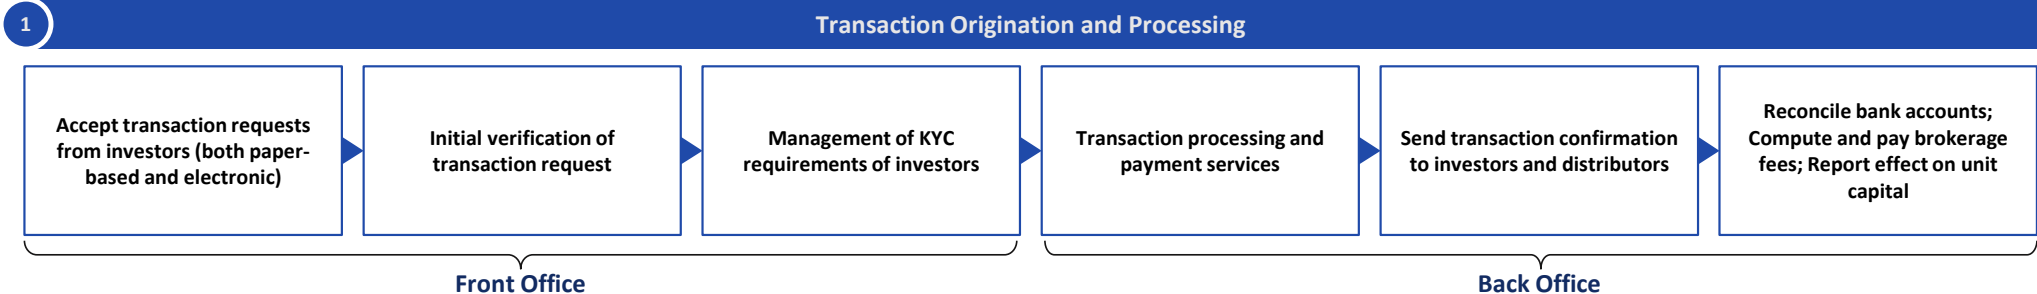 1
Transaction Origination and Processing
Accept transaction requests
from investors (both paper-
based and electronic)
Initial verification of
transaction request
Management of KYC
requirements of investors
Transaction processing and
payment services
Send transaction confirmation
to investors and distributors
Reconcile bank accounts;
Compute and pay brokerage
fees; Report effect on unit
capital
Front Office
Back Office